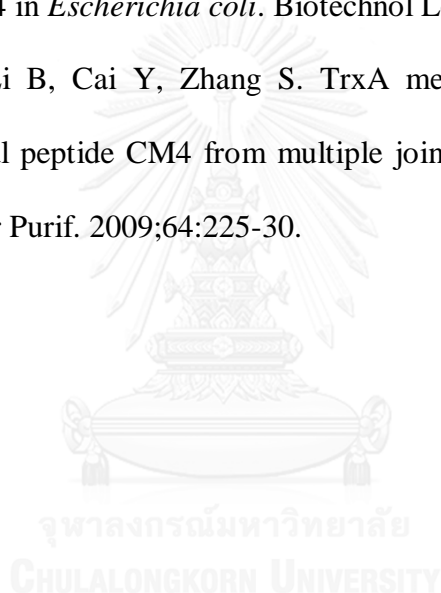 4 in Escherichia coli. Biotechnol L
i B, Cai Y, Zhang S. TrxA me
l peptide CM4 from multiple join
r Purif. 2009;64:225-30.
จุฬาลงกรณ์มหาวิทยาลัย
CHULALONGKORN UNIVERSITY